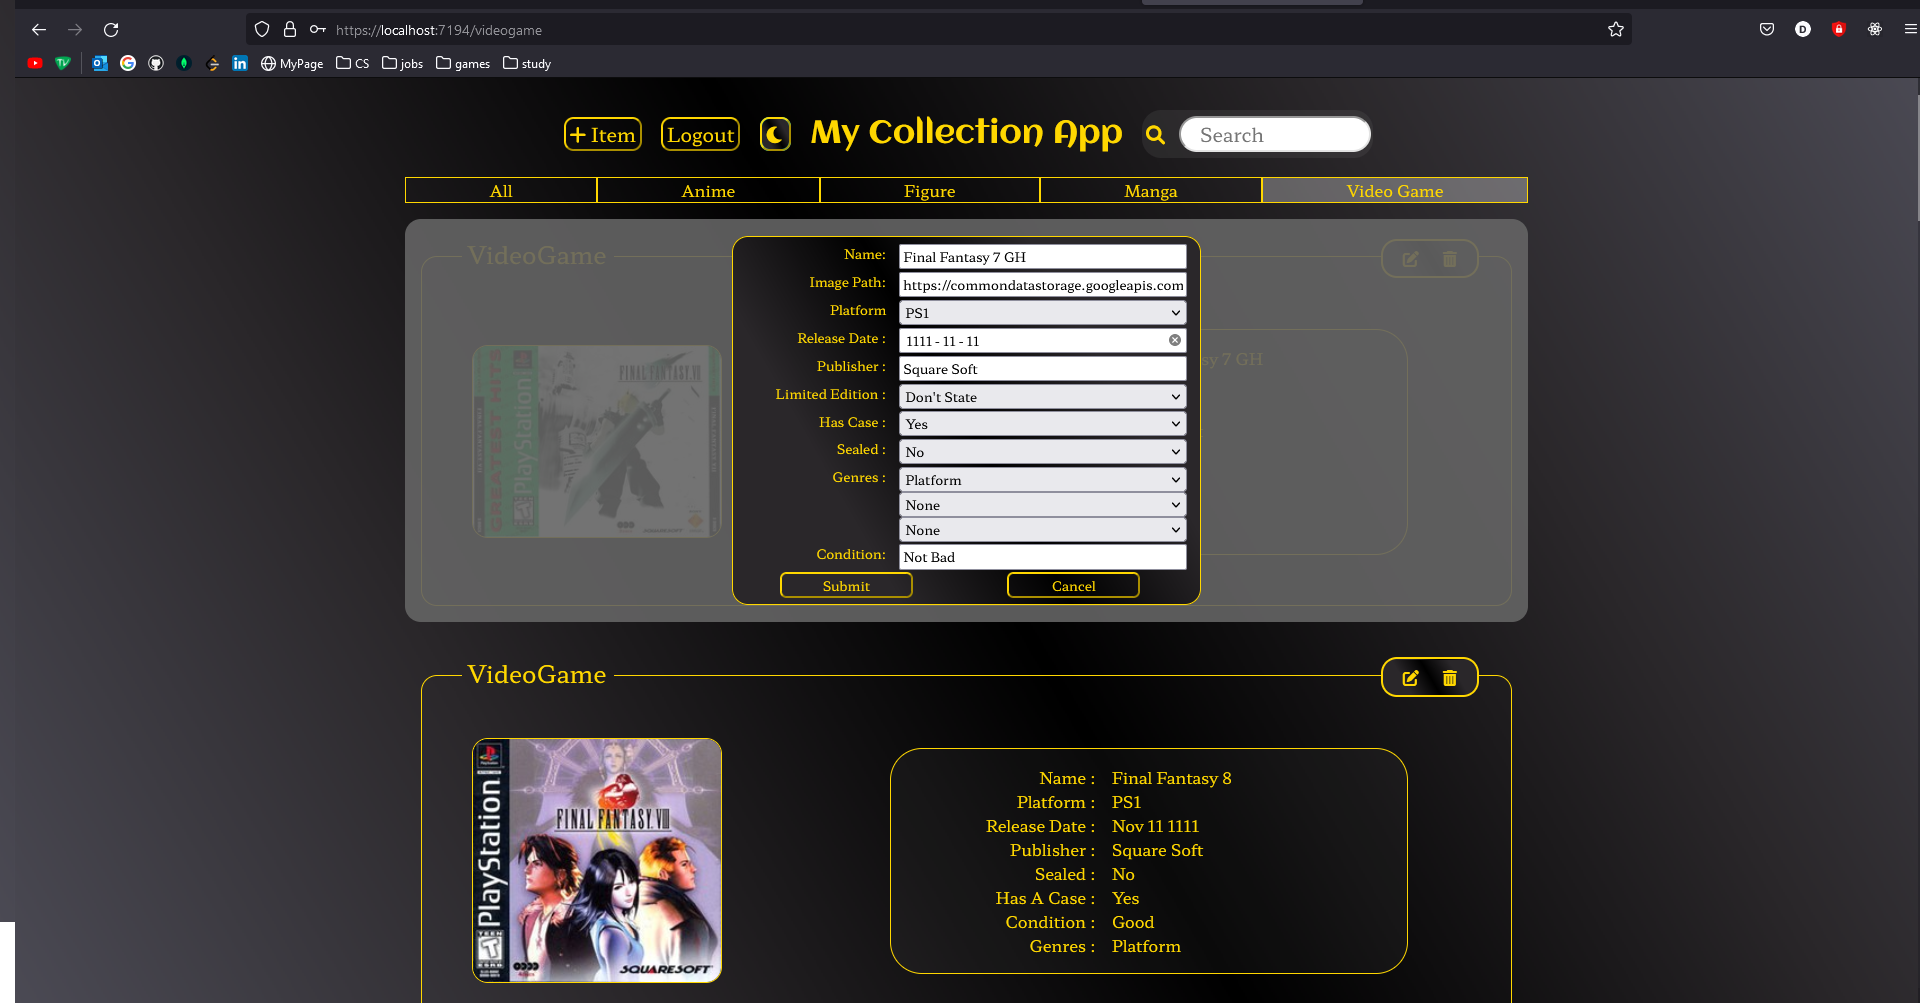 https://localhost:7194/videogame
MyPage CS jobs games study
+ Item Logout My Collection App Search
All Anime Figure Manga Video Game
VideoGame
Name: Final Fantasy 7 GH
Image Path: https://commondatastorage.googleapis.com
Platform PS1
Release Date : 1111 - 11 - 11
Publisher : Square Soft
Limited Edition : Don't State
Has Case : Yes
Sealed : No
Genres : Platform
None
None
Condition: Not Bad
Submit Cancel
sy 7 GH
GREATEST HITS
PlayStation
FINAL FANTASY VII
SQUARESOFT
VideoGame
PlayStation
FINAL FANTASY VIII
TEEN
T
ESRB
SQUARESOFT
Name : Final Fantasy 8
Platform : PS1
Release Date : Nov 11 1111
Publisher : Square Soft
Sealed : No
Has A Case : Yes
Condition : Good
Genres : Platform